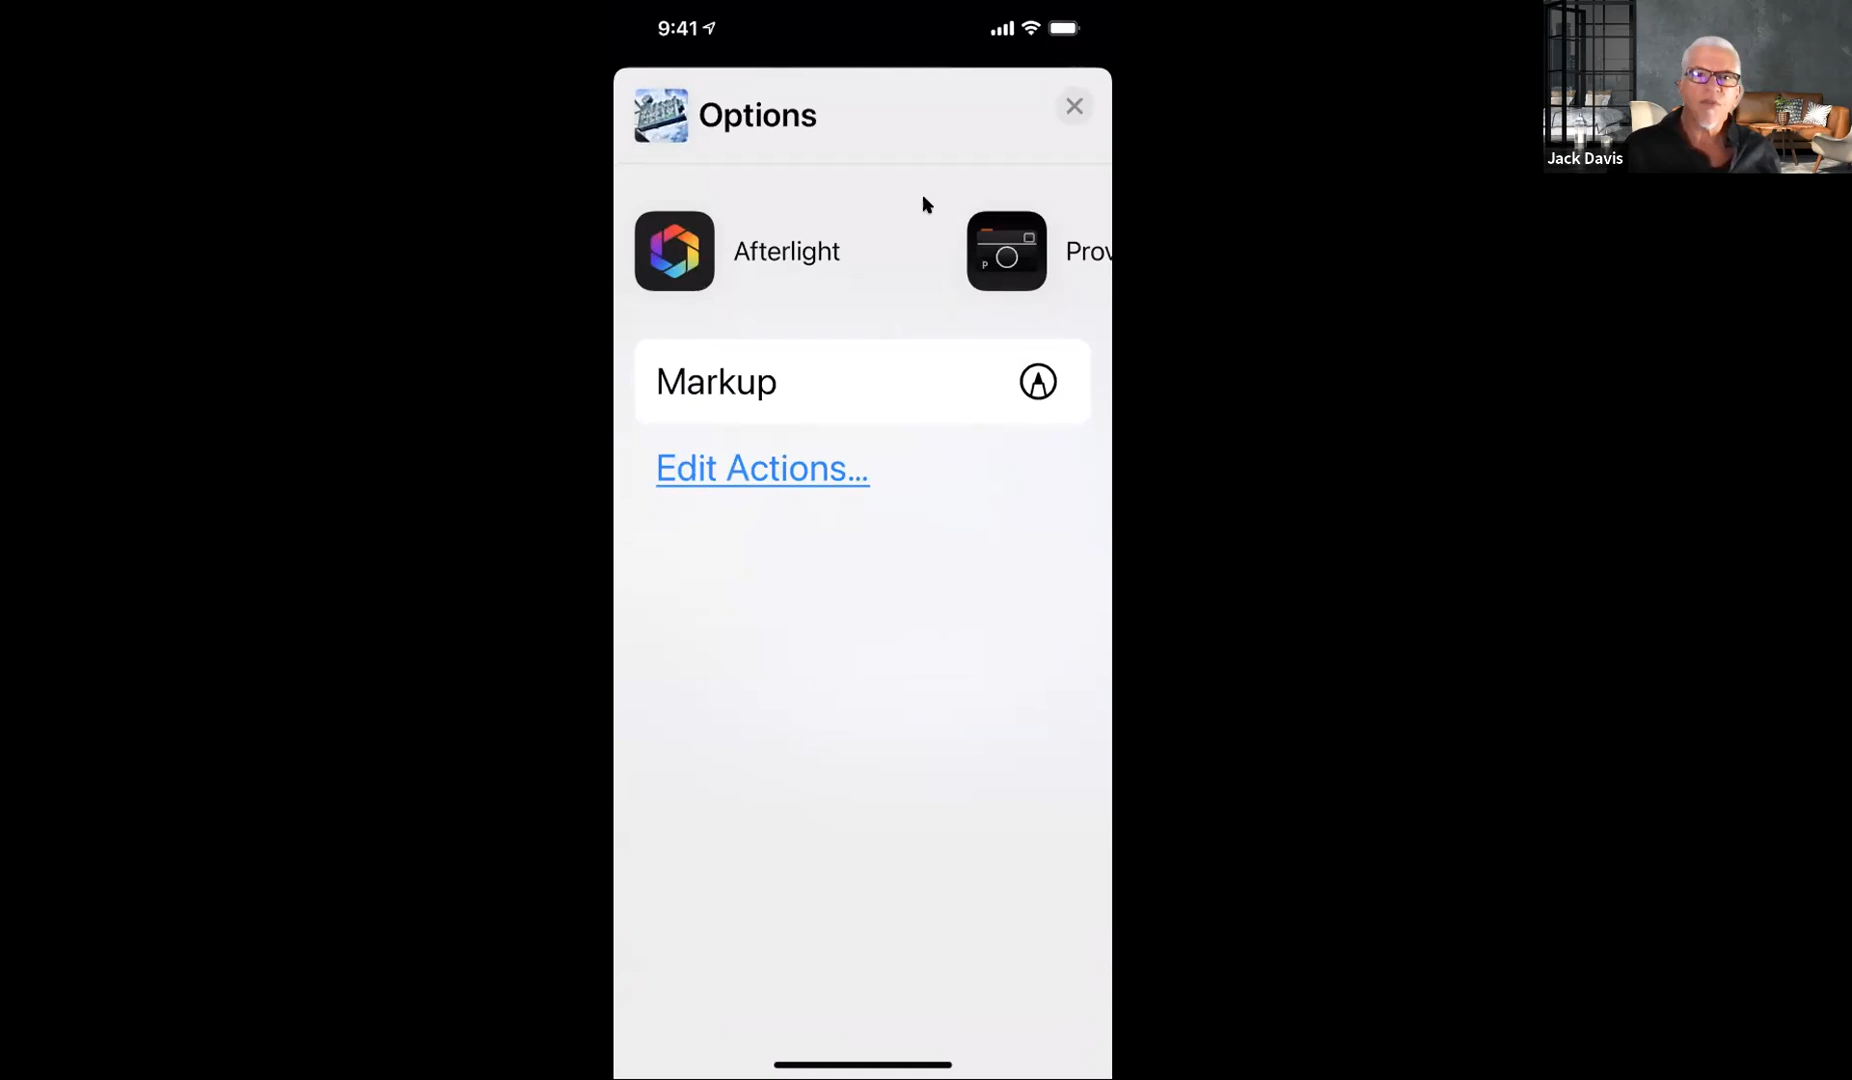 9:41
Options
Afterlight
Prov
Markup
Edit Actions...
Jack Davis